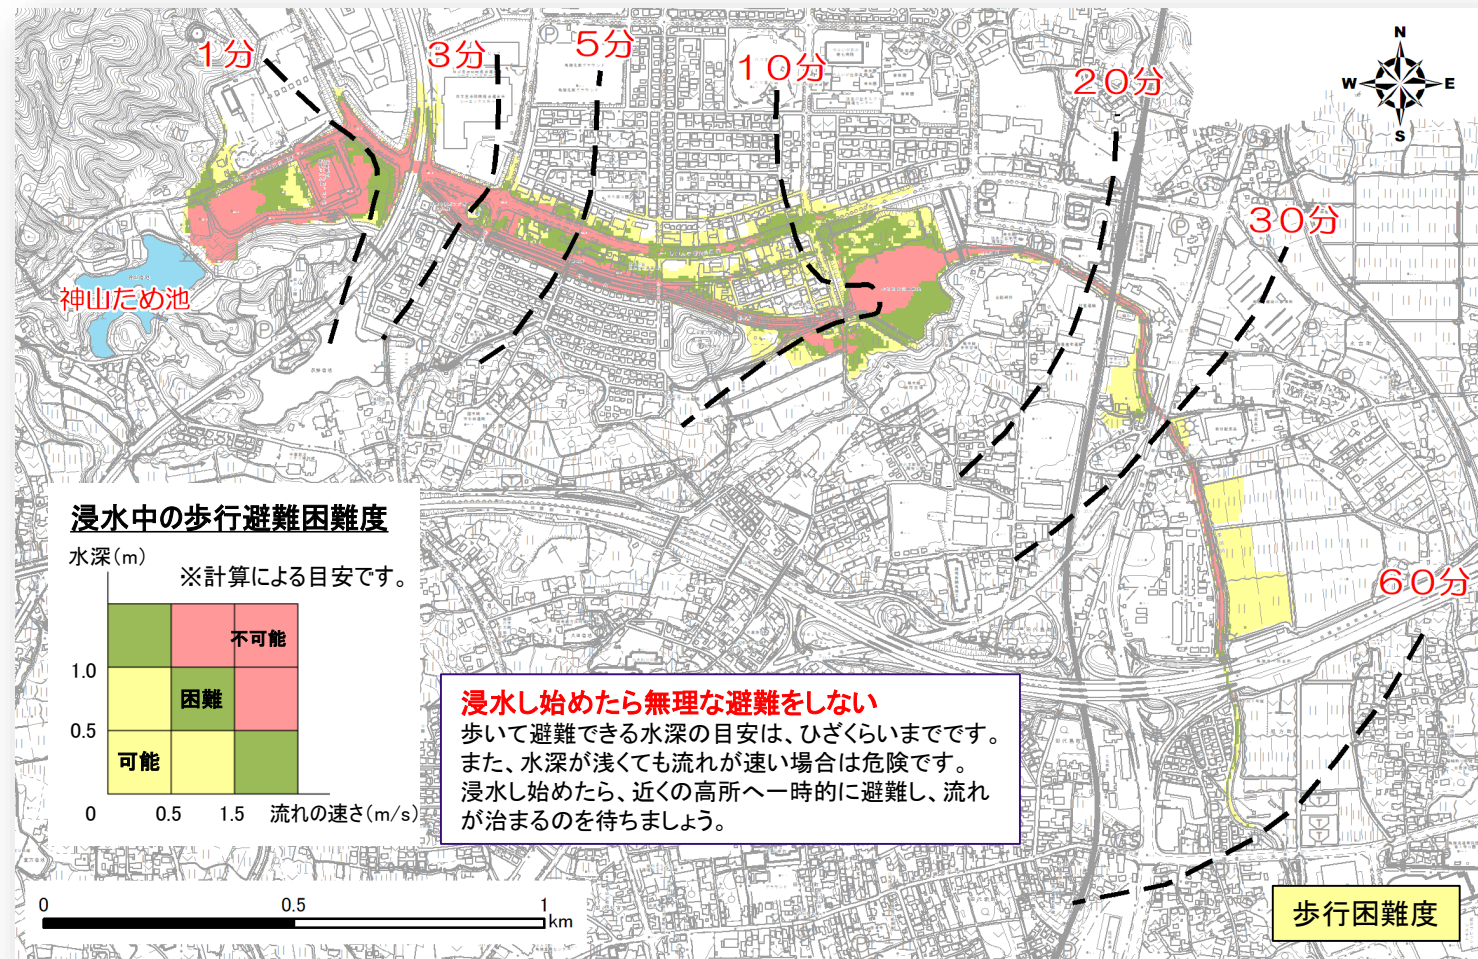 1分
3分
5分
10分
20分
30分
60分
N
W
E
S
神山ため池
浸水中の歩行避難困難度
水深(m)
※計算による目安です。
不可能
1.0
困難
0.5
可能
0
0.5
1.5
流れの速さ(m/s)
浸水し始めたら無理な避難をしない
歩いて避難できる水深の目安は、ひざくらいまでです。
また、水深が浅くても流れが速い場合は危険です。
浸水し始めたら、近くの高所へ一時的に避難し、流れ
が治まるのを待ちましょう。
0
0.5
1
km
歩行困難度